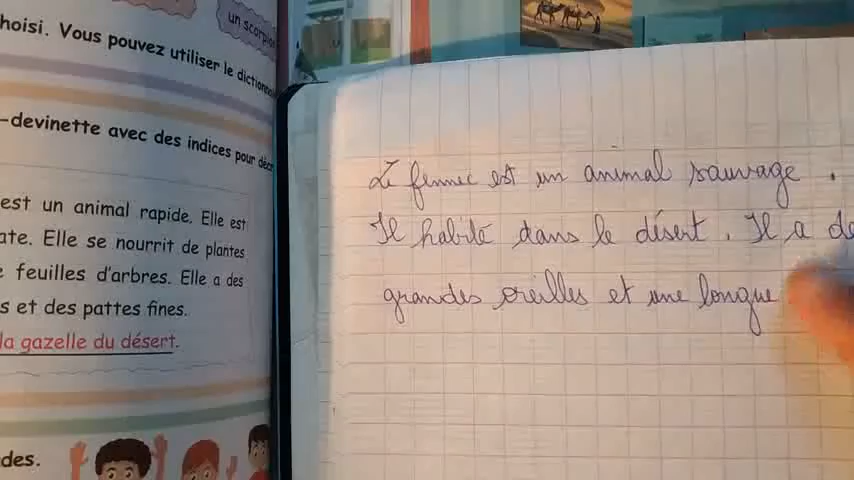 un scorpion
hoisi. Vous pouvez utiliser le dictionna
-devinette avec des indices pour déc
est un animal rapide. Elle est
ate. Elle se nourrit de plantes
e feuilles d'arbres. Elle a des
s et des pattes fines.
la gazelle du désert.
des.
Le fennec est un animal sauvage.
Il habite dans le désert. Il a de
grandes oreilles et une longue